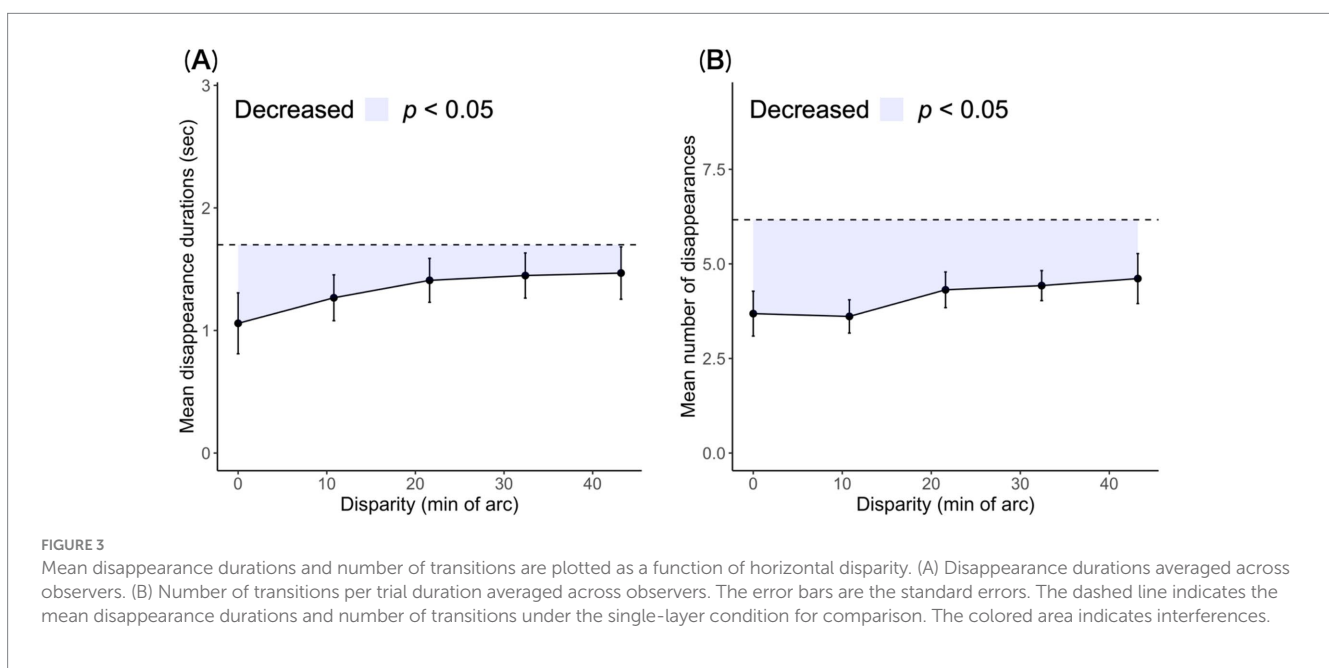 (A)
3
2
1
0
Mean disappearance durations (sec)
Decreased p < 0.05
0 10 20 30 40
Disparity (min of arc)
(B)
7.5
5.0
2.5
0.0
Mean number of disappearances
Decreased p < 0.05
0 10 20 30 40
Disparity (min of arc)
FIGURE 3
Mean disappearance durations and number of transitions are plotted as a function of horizontal disparity. (A) Disappearance durations averaged across
observers. (B) Number of transitions per trial duration averaged across observers. The error bars are the standard errors. The dashed line indicates the
mean disappearance durations and number of transitions under the single-layer condition for comparison. The colored area indicates interferences.